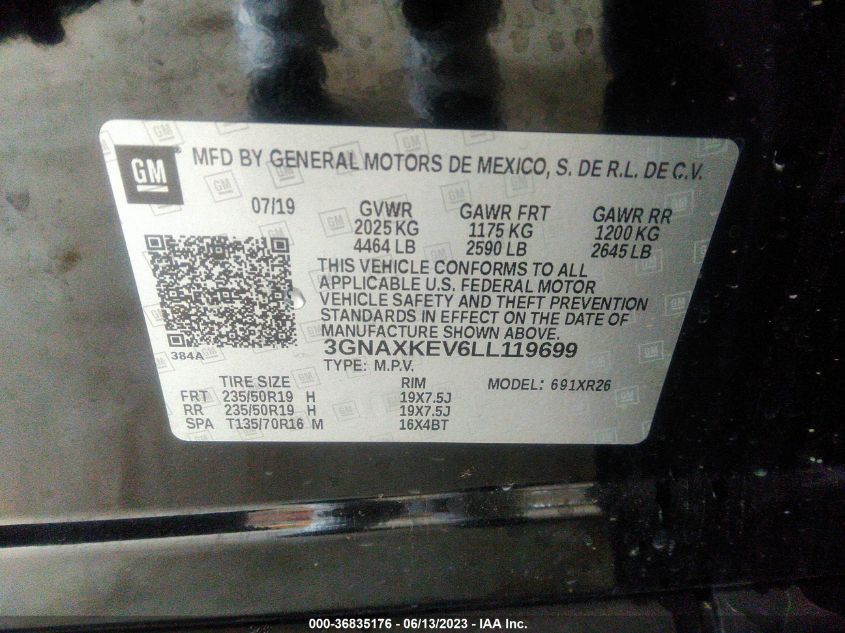 GM
MFD BY GENERAL MOTORS DE MEXICO, S. DE R.L. DE C.V.
07/19 GVWR GAWR FRT GAWR RR
2025 KG 1175 KG 1200 KG
4464 LB 2590 LB 2645 LB
THIS VEHICLE CONFORMS TO ALL
APPLICABLE U.S. FEDERAL MOTOR
VEHICLE SAFETY AND THEFT PREVENTION
STANDARDS IN EFFECT ON THE DATE OF
MANUFACTURE SHOWN ABOVE.
384A
3GNAXKEV6LL119699
TYPE: M.P.V.
TIRE SIZE RIM MODEL: 691XR26
FRT 235/50R19 H 19X7.5J
RR 235/50R19 H 19X7.5J
SPA T135/70R16 M 16X4BT
000-36835176 - 06/13/2023 - IAA Inc.